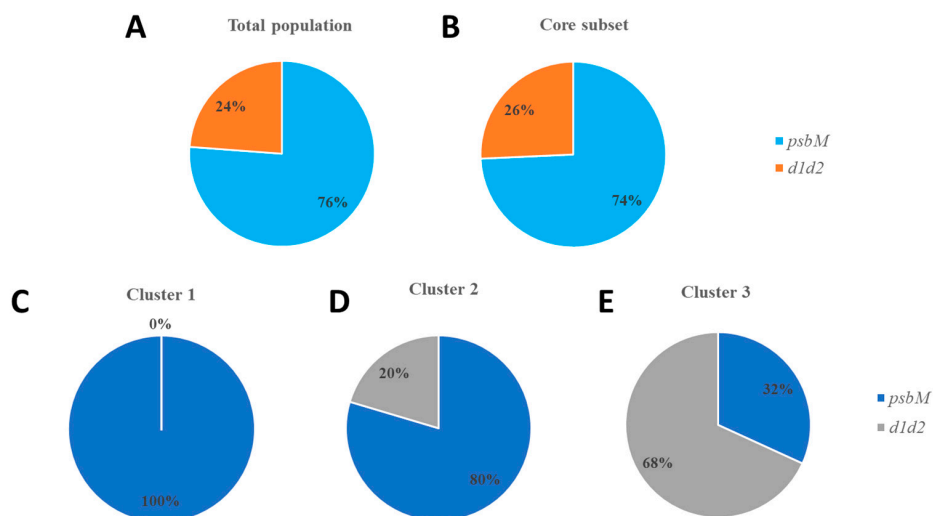 A
Total population
24%
76%
B
Core subset
26%
74%
psbM
d1d2
C
Cluster 1
0%
100%
D
Cluster 2
20%
80%
E
Cluster 3
32%
68%
psbM
d1d2